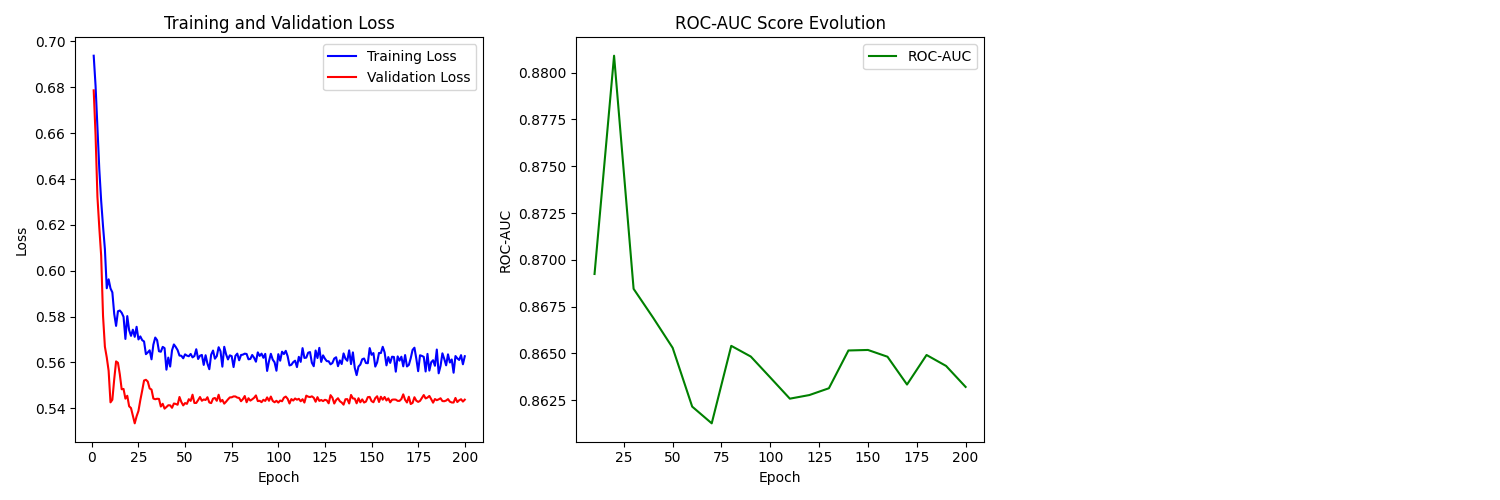 Training and Validation Loss
Training Loss
Validation Loss
0.70
0.68
0.66
0.64
0.62
0.60
0.58
0.56
0.54
Loss
0 25 50 75 100 125 150 175 200
Epoch
ROC-AUC Score Evolution
ROC-AUC
0.8800
0.8775
0.8750
0.8725
0.8700
0.8675
0.8650
0.8625
ROC-AUC
25 50 75 100 125 150 175 200
Epoch